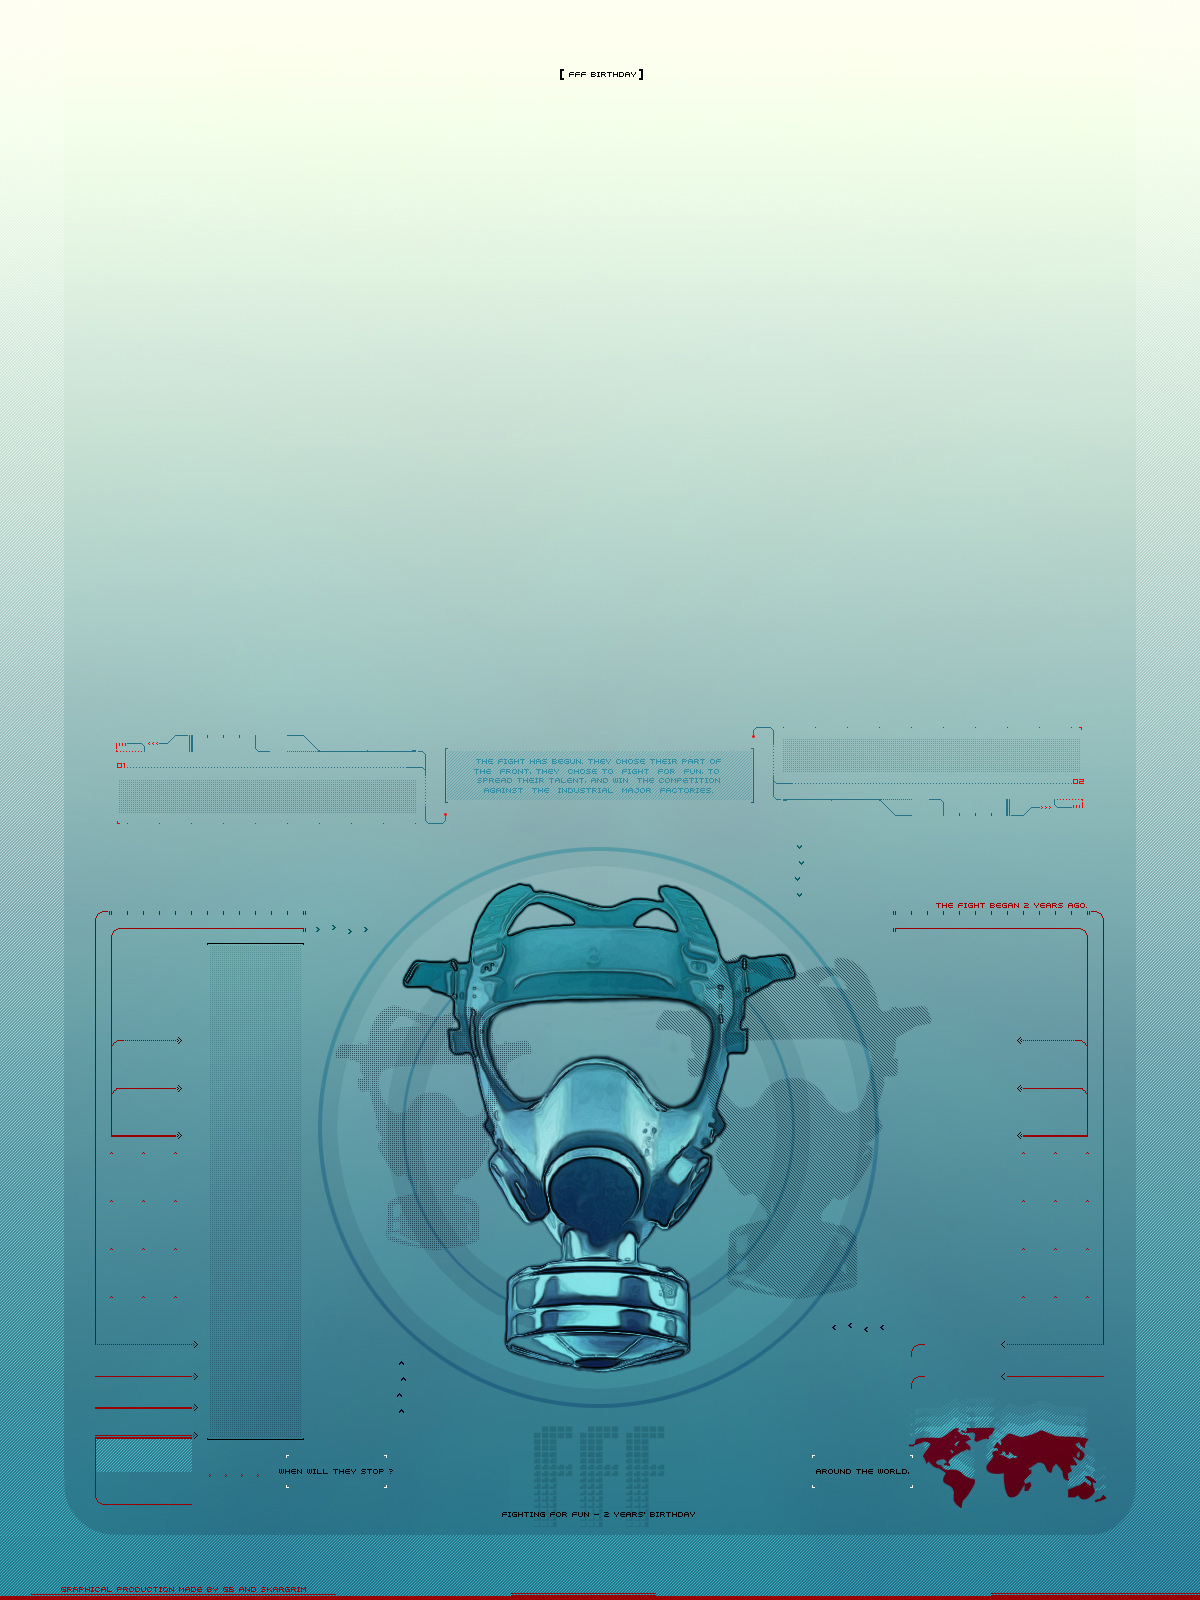 [ FFF BIRTHDAY ]
01
THE FIGHT HAS BEGUN. THEY CHOSE THEIR PART OF
THE FRONT. THEY CHOSE TO FIGHT FOR FUN, TO
SPREAD THEIR TALENT, AND WIN THE COMPETITION
AGAINST THE INDUSTRIAL MAJOR FACTORIES.
02
THE FIGHT BEGAN 2 YEARS AGO.
WHEN WILL THEY STOP ?
AROUND THE WORLD.
FFF
FIGHTING FOR FUN - 2 YEARS' BIRTHDAY
GRAPHICAL PRODUCTION MADE BY GB AND SKARGRIM